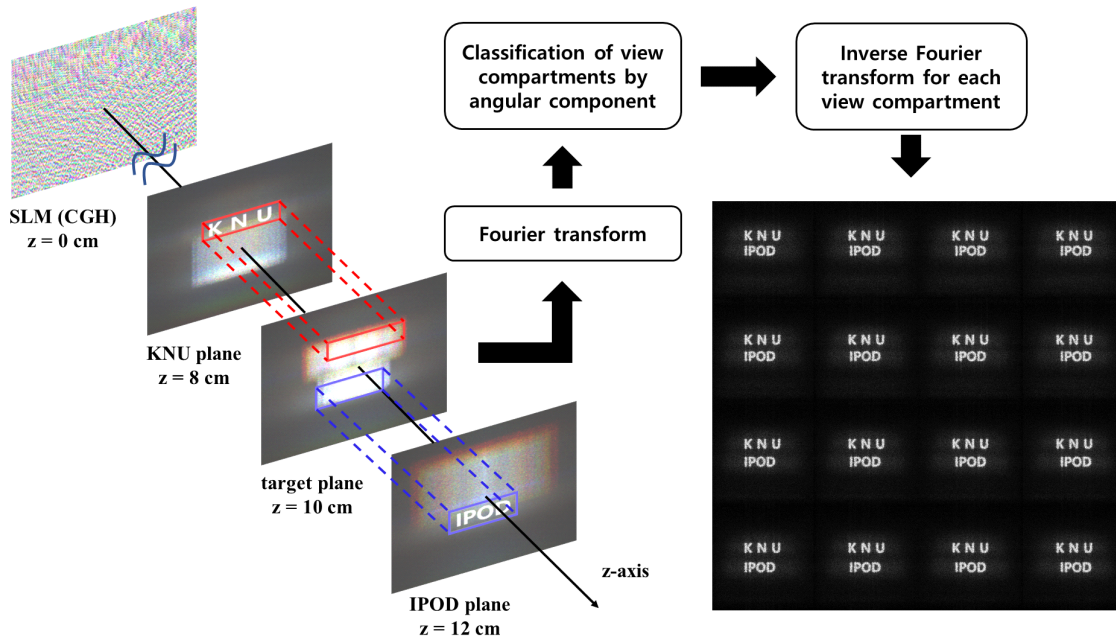 SLM (CGH)
z = 0 cm
K N U
KNU plane
z = 8 cm
target plane
z = 10 cm
IPOD
IPOD plane
z = 12 cm
z-axis
Fourier transform
Classification of view
compartments by
angular component
Inverse Fourier
transform for each
view compartment
K N U
IPOD
K N U
IPOD
K N U
IPOD
K N U
IPOD
K N U
IPOD
K N U
IPOD
K N U
IPOD
K N U
IPOD
K N U
IPOD
K N U
IPOD
K N U
IPOD
K N U
IPOD
K N U
IPOD
K N U
IPOD
K N U
IPOD
K N U
IPOD